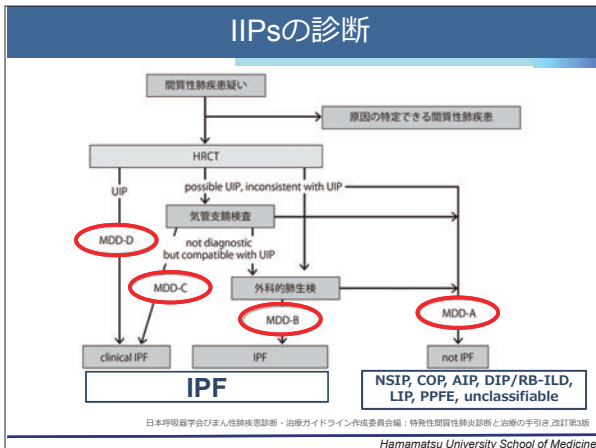 IIPsの診断
間質性肺疾患疑い
原因の特定できる間質性肺疾患
HRCT
UIP
possible UIP, inconsistent with UIP
気管支鏡検査
MDD-D
not diagnostic
but compatible with UIP
MDD-C
外科的肺生検
MDD-B
MDD-A
clinical IPF
IPF
not IPF
IPF
NSIP, COP, AIP, DIP/RB-ILD,
LIP, PPFE, unclassifiable
日本呼吸器学会びまん性肺疾患診断・治療ガイドライン作成委員会編：特発性間質性肺炎診断と治療の手引き,改訂第3版
Hamamatsu University School of Medicine